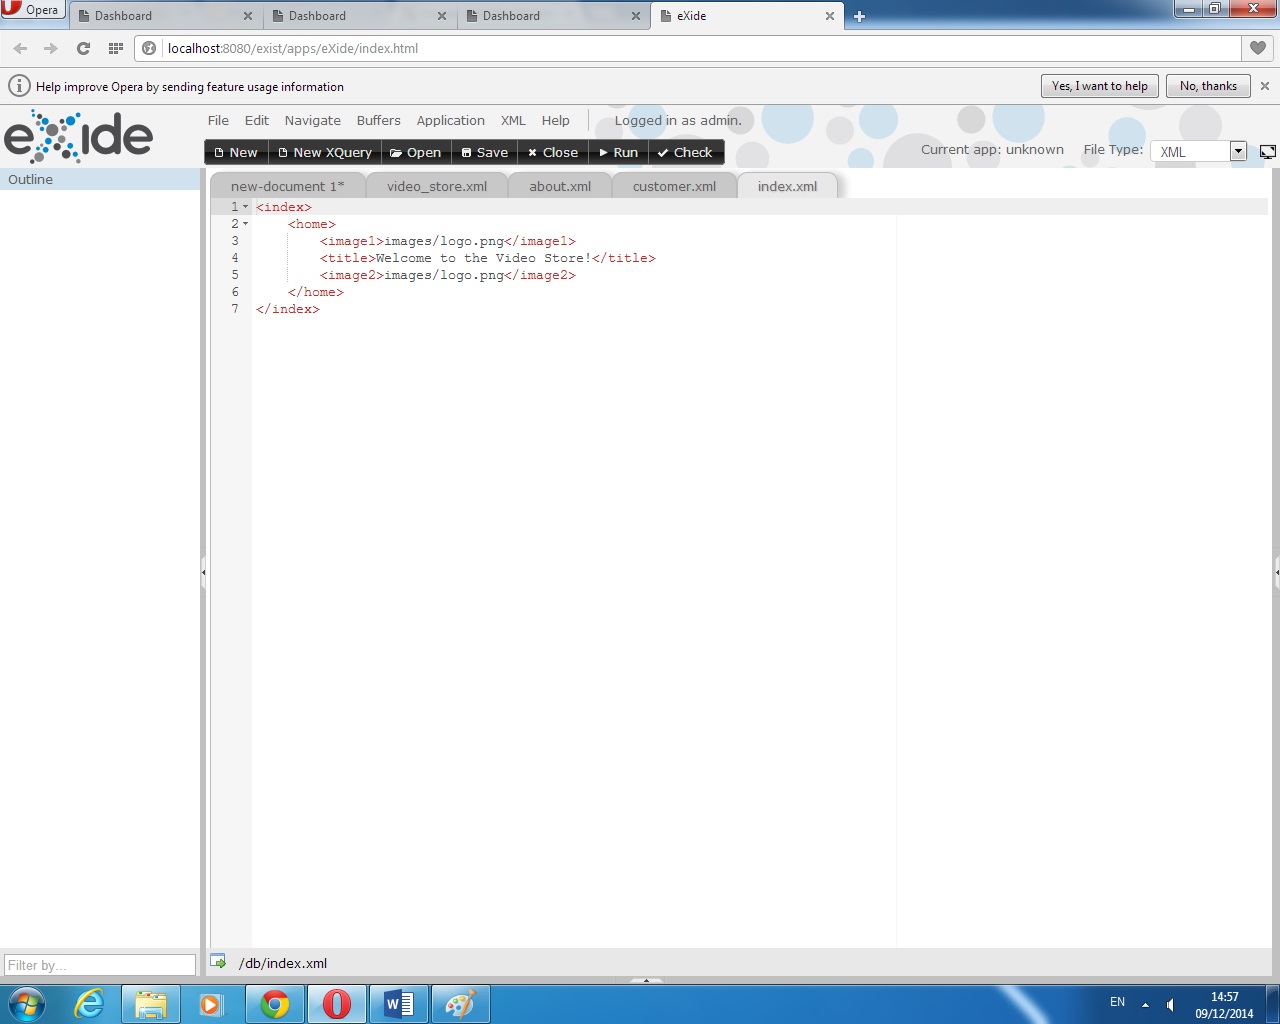 Opera
Dashboard
Dashboard
Dashboard
eXide
localhost:8080/exist/apps/eXide/index.html
Help improve Opera by sending feature usage information
Yes, I want to help
No, thanks
eXide
File Edit Navigate Buffers Application XML Help Logged in as admin.
New New XQuery Open Save Close Run Check
Current app: unknown File Type: XML
Outline
new-document 1* video_store.xml about.xml customer.xml index.xml
1 <index>
2 <home>
3 <image1>images/logo.png</image1>
4 <title>Welcome to the Video Store!</title>
5 <image2>images/logo.png</image2>
6 </home>
7 </index>
Filter by...
/db/index.xml
EN
14:57
09/12/2014